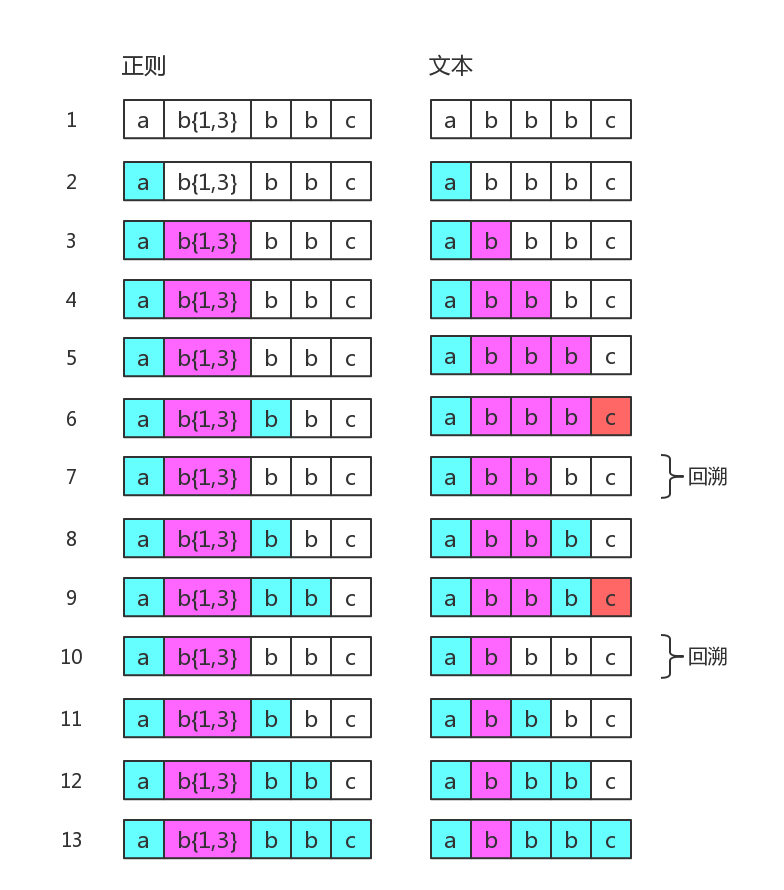 正则 文本
1 a b{1,3} b b c a b b b c
2 a b{1,3} b b c a b b b c
3 a b{1,3} b b c a b b b c
4 a b{1,3} b b c a b b b c
5 a b{1,3} b b c a b b b c
6 a b{1,3} b b c a b b b c
7 a b{1,3} b b c a b b b c 回溯
8 a b{1,3} b b c a b b b c
9 a b{1,3} b b c a b b b c
10 a b{1,3} b b c a b b b c 回溯
11 a b{1,3} b b c a b b b c
12 a b{1,3} b b c a b b b c
13 a b{1,3} b b c a b b b c